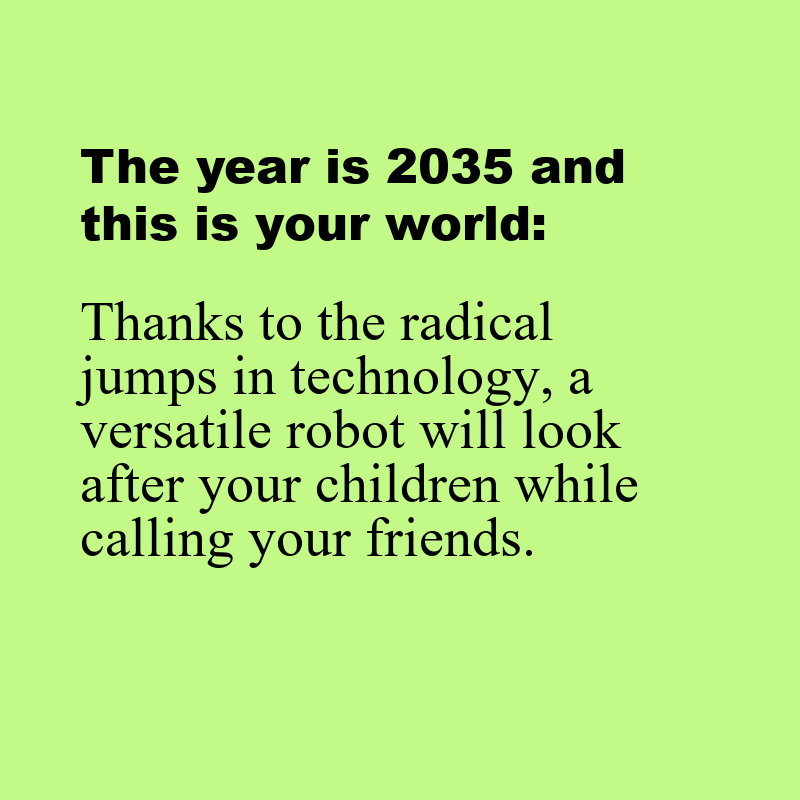 The year is 2035 and
this is your world:
Thanks to the radical
jumps in technology, a
versatile robot will look
after your children while
calling your friends.